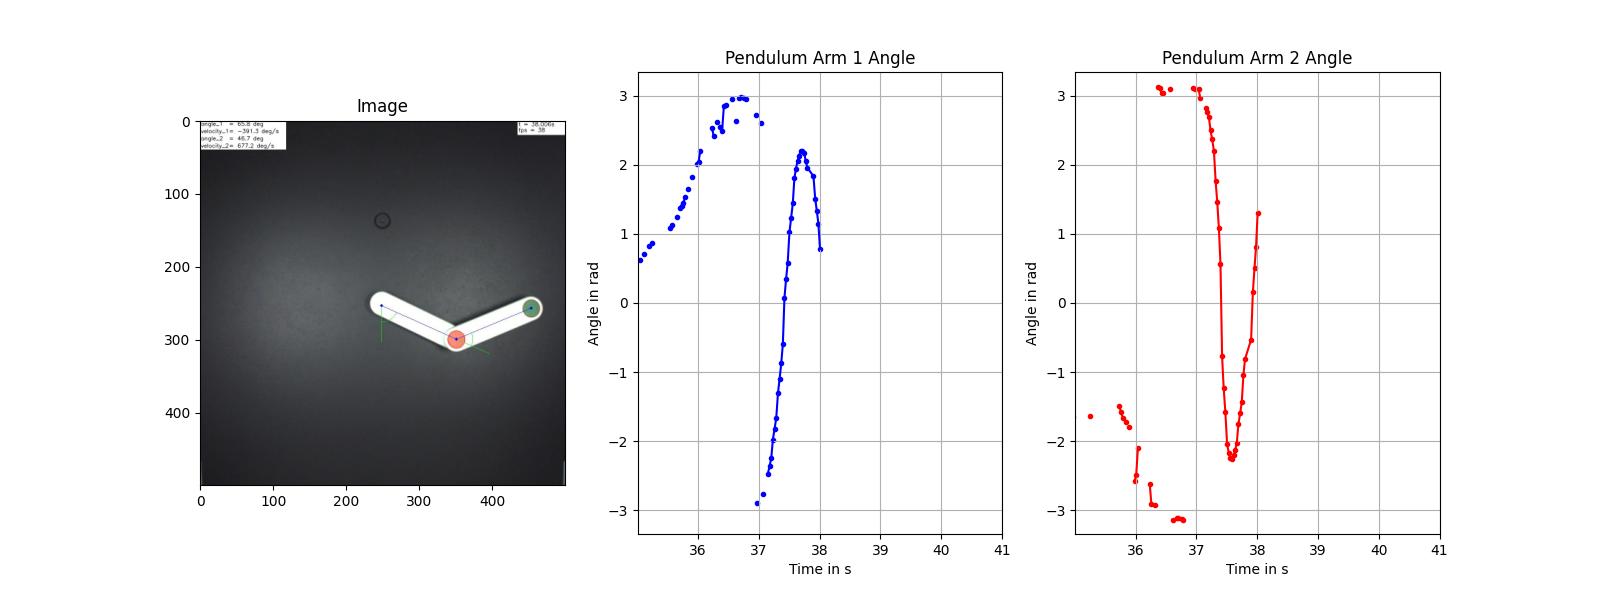 Image
angle_1 = 65.8 deg
velocity_1= -391.3 deg/s
angle_2 = 46.7 deg
velocity_2= 677.2 deg/s
t = 38.006s
fps = 38
0
100
200
300
400
0 100 200 300 400
Pendulum Arm 1 Angle
Angle in rad
3
2
1
0
−1
−2
−3
36 37 38 39 40 41
Time in s
Pendulum Arm 2 Angle
Angle in rad
3
2
1
0
−1
−2
−3
36 37 38 39 40 41
Time in s